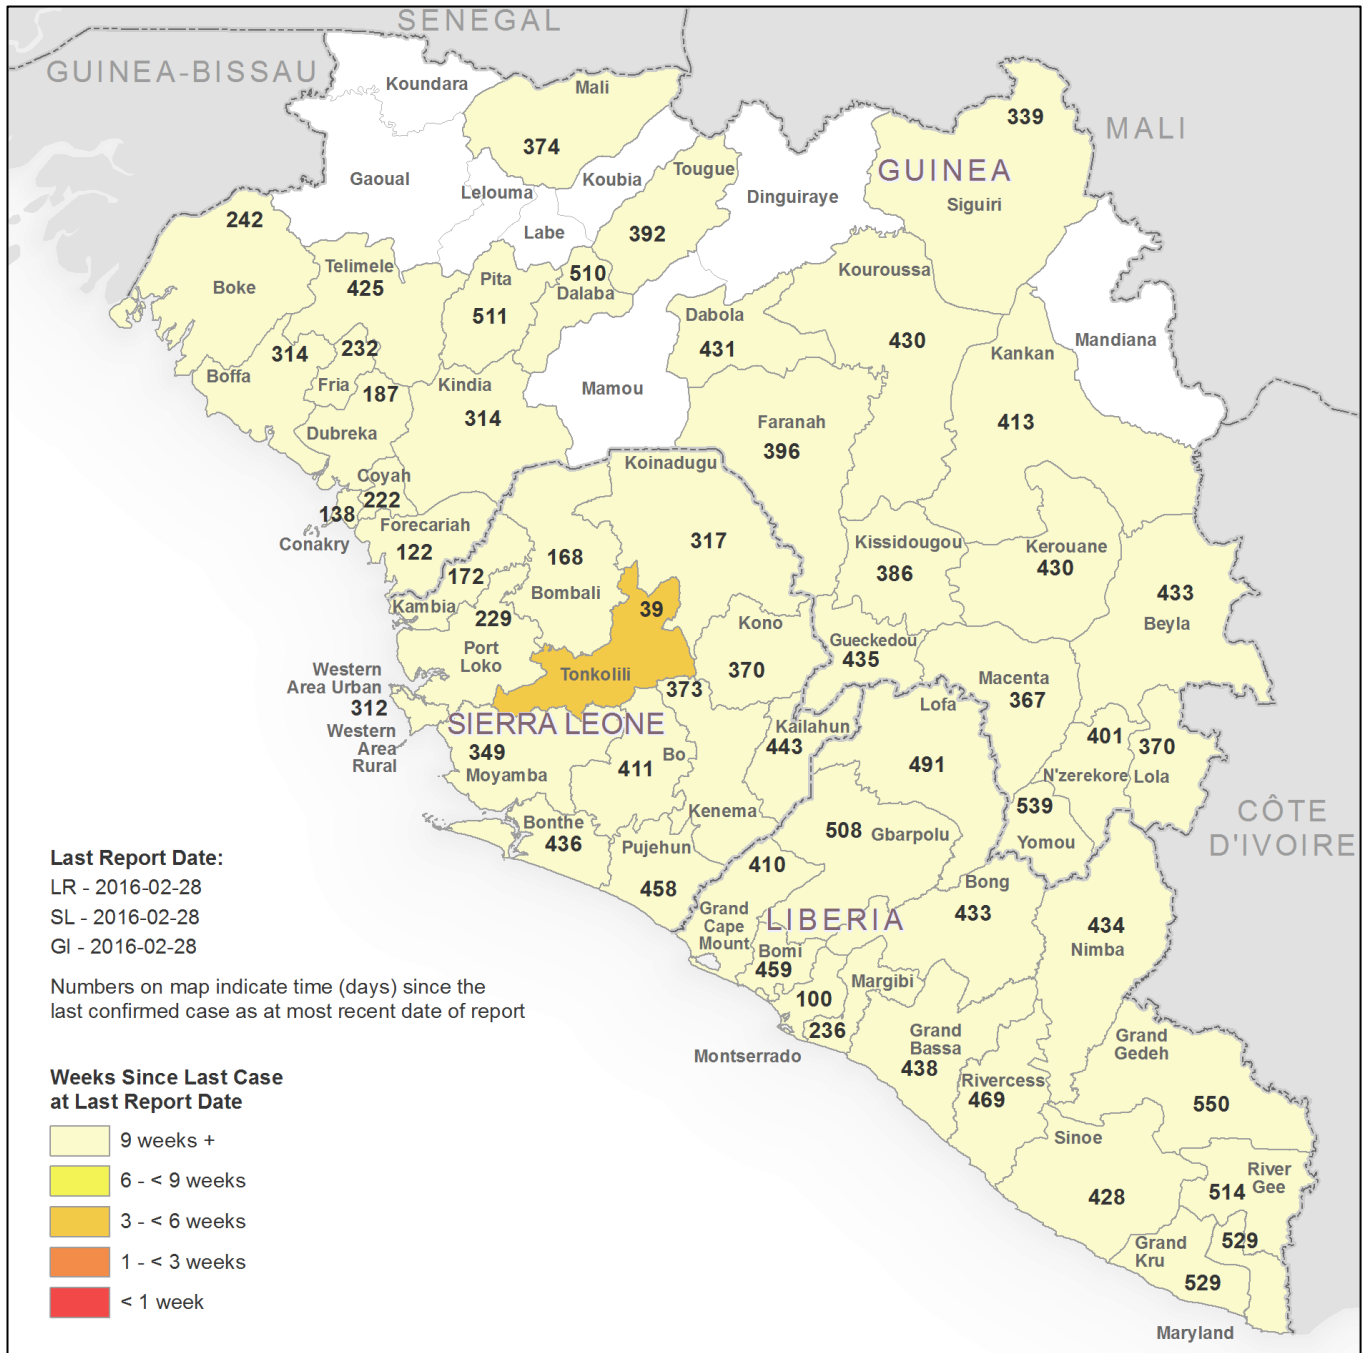 SENEGAL
GUINEA-BISSAU
Koundara
Mali
374
339
MALI
GUINEA
Gaoual
Lelouma
Koubia
Tougue
Dinguiraye
Siguiri
242
Labe
392
Boke
Telimele
425
Pita
511
510
Dalaba
Kouroussa
430
Dabola
431
Kankan
413
Mandiana
314
232
Boffa
Fria
187
Kindia
314
Mamou
Dubreka
Faranah
396
Koinadugu
317
Coyah
222
138
Conakry
Forecariah
122
172
168
Bombali
Kissidougou
386
Kerouane
430
433
Beyla
Kambia
229
39
Kono
370
Port
Loko
Tonkolili
373
Gueckedou
435
Western
Area Urban
312
Western
Area
Rural
Macenta
367
Lofa
491
SIERRA LEONE
349
Moyamba
411
Bo
Kailahun
443
401
N'zerekore
370
Lola
Kenema
539
Yomou
CÔTE
D'IVOIRE
Bonthe
436
Pujehun
458
508
Gbarpolu
410
Bong
433
Grand
Cape
Mount
LIBERIA
434
Nimba
Bomi
459
Margibi
100
236
Montserrado
Grand
Bassa
438
Rivercess
469
Grand
Gedeh
550
Sinoe
428
River
Gee
514
529
Grand
Kru
529
Maryland
Last Report Date:
LR - 2016-02-28
SL - 2016-02-28
GI - 2016-02-28
Numbers on map indicate time (days) since the
last confirmed case as at most recent date of report
Weeks Since Last Case
at Last Report Date
9 weeks +
6 - < 9 weeks
3 - < 6 weeks
1 - < 3 weeks
< 1 week